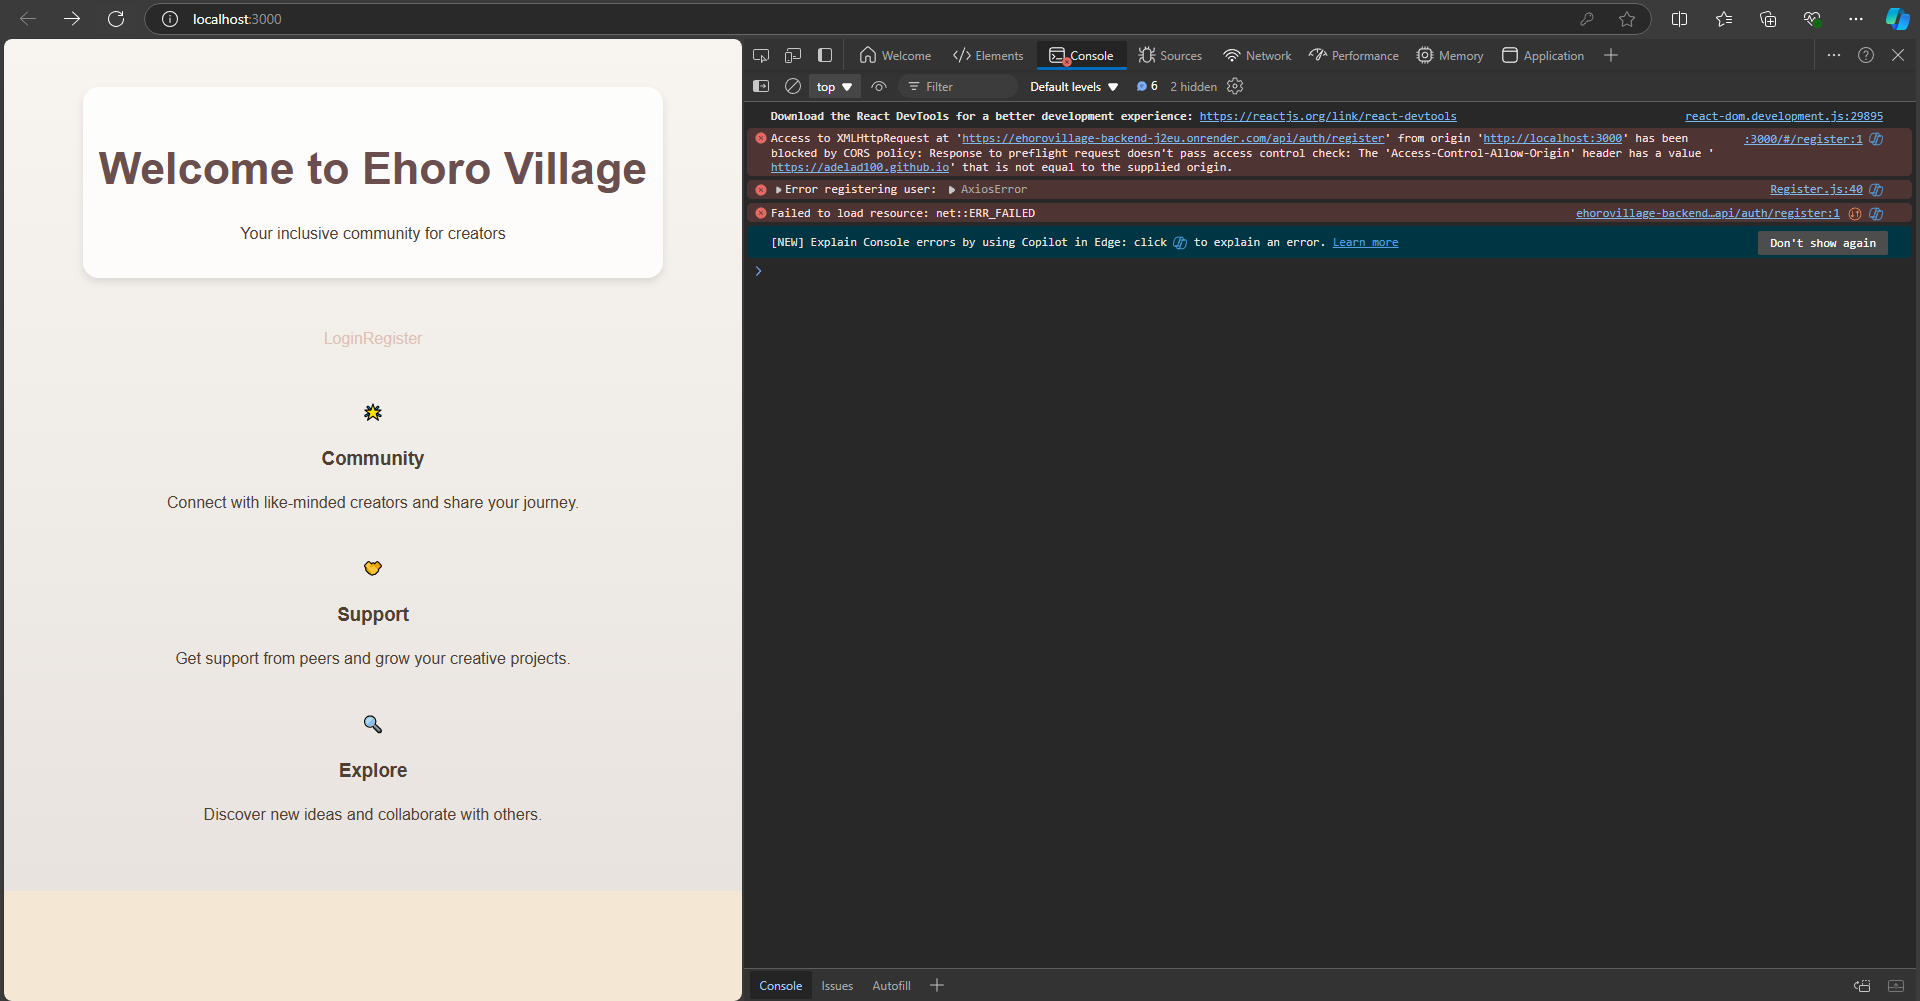 localhost:3000
Welcome to Ehoro Village
Your inclusive community for creators
LoginRegister
Community
Connect with like-minded creators and share your journey.
Support
Get support from peers and grow your creative projects.
Explore
Discover new ideas and collaborate with others.
Welcome Elements Console Sources Network Performance Memory Application
top Filter Default levels 6 2 hidden
Download the React DevTools for a better development experience: https://reactjs.org/link/react-devtools react-dom.development.js:29895
Access to XMLHttpRequest at 'https://ehorovillage-backend-j2eu.onrender.com/api/auth/register' from origin 'http://localhost:3000' has been :3000/#/register:1
blocked by CORS policy: Response to preflight request doesn't pass access control check: The 'Access-Control-Allow-Origin' header has a value '
https://adelad100.github.io' that is not equal to the supplied origin.
Error registering user: AxiosError Register.js:40
Failed to load resource: net::ERR_FAILED ehorovillage-backend…api/auth/register:1
[NEW] Explain Console errors by using Copilot in Edge: click to explain an error. Learn more Don't show again
Console Issues Autofill